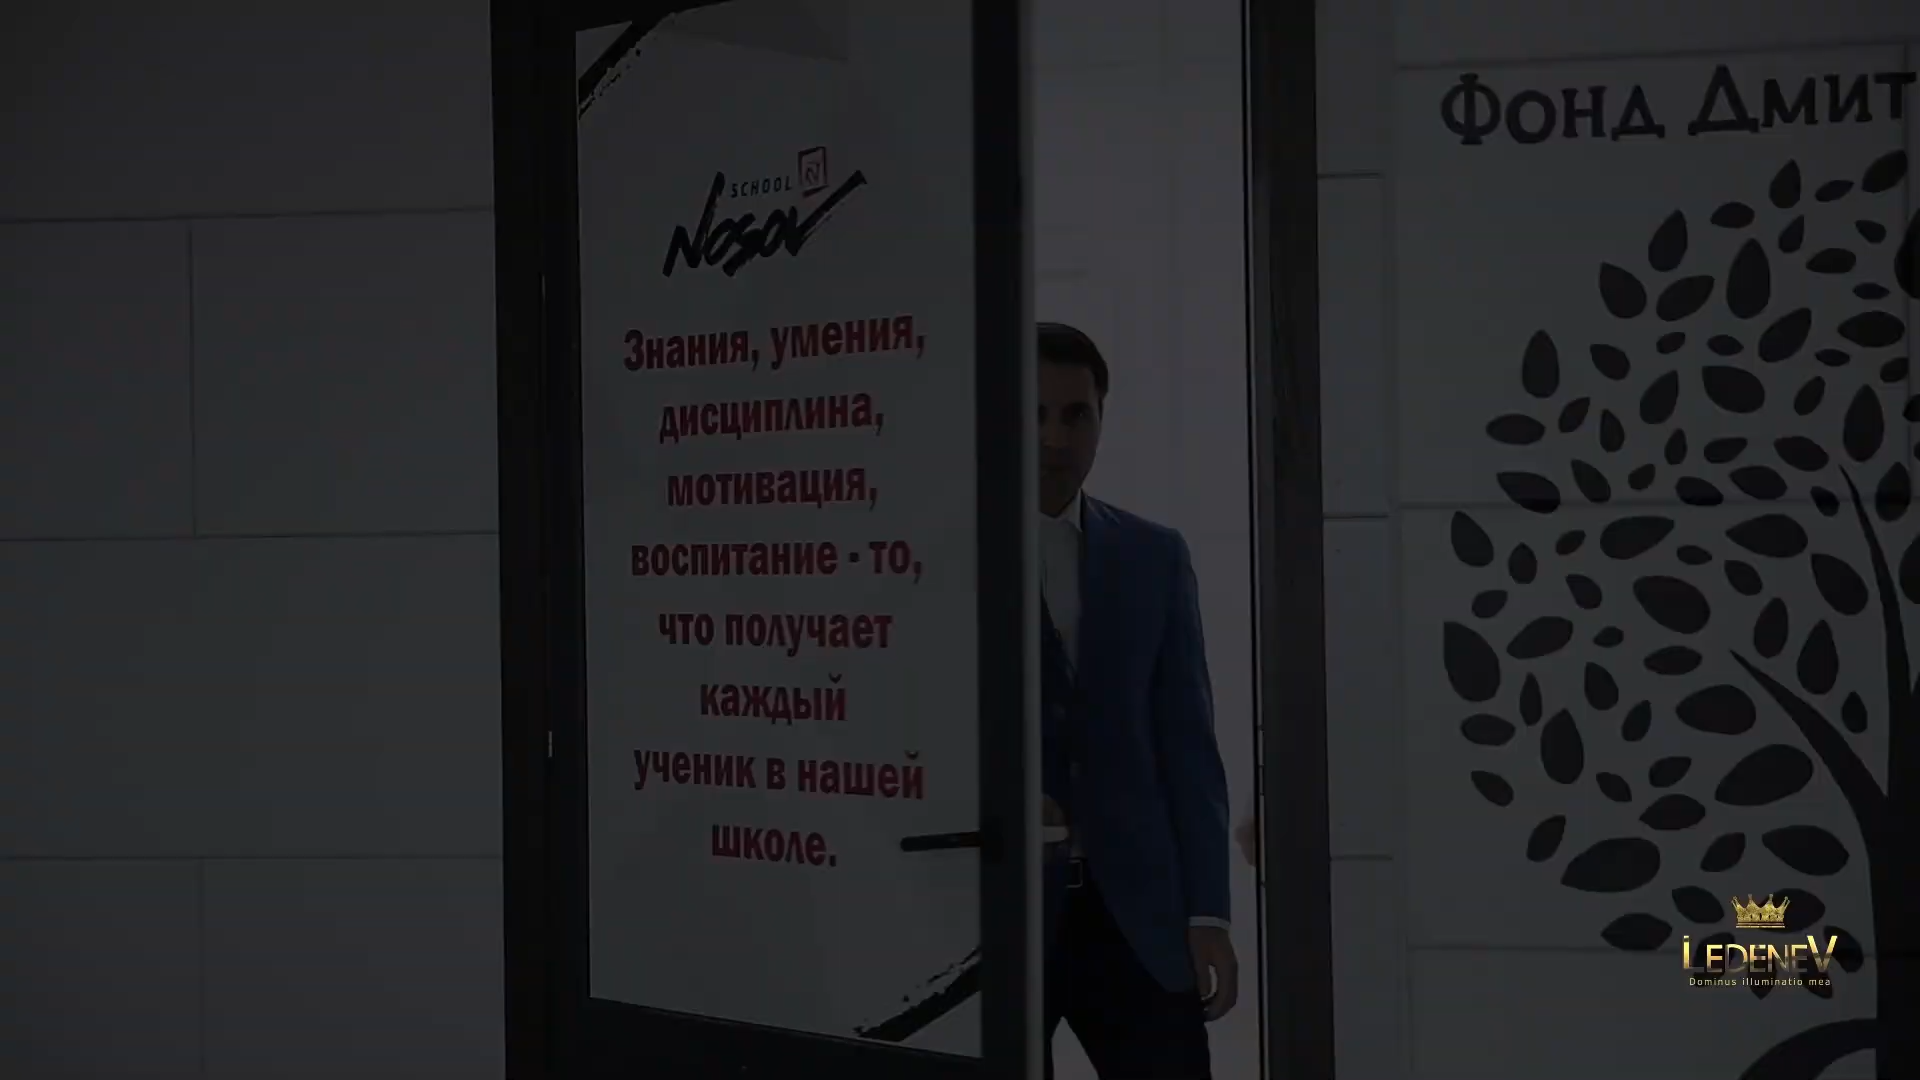 SCHOOL
Nosov
Знания, умения,
дисциплина,
мотивация,
воспитание - то,
что получает
каждый
ученик в нашей
школе.
Фонд Дмит
LEDENEV
Dominus illuminatio mea